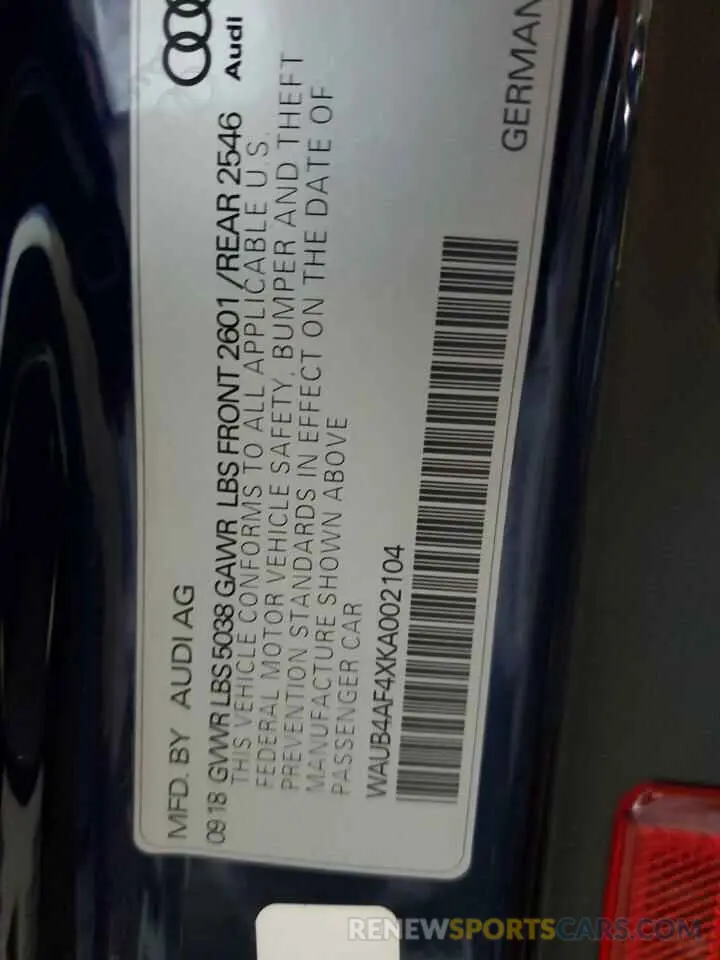 Audi
MFD. BY AUDI AG
09 18 GVWR LBS 5038 GAWR LBS FRONT 2601 /REAR 2546
THIS VEHICLE CONFORMS TO ALL APPLICABLE U.S.
FEDERAL MOTOR VEHICLE SAFETY, BUMPER AND THEFT
PREVENTION STANDARDS IN EFFECT ON THE DATE OF
MANUFACTURE SHOWN ABOVE
PASSENGER CAR
WAUB4AF4XKA002104
GERMAN
RENEWSPORTSCARS.COM